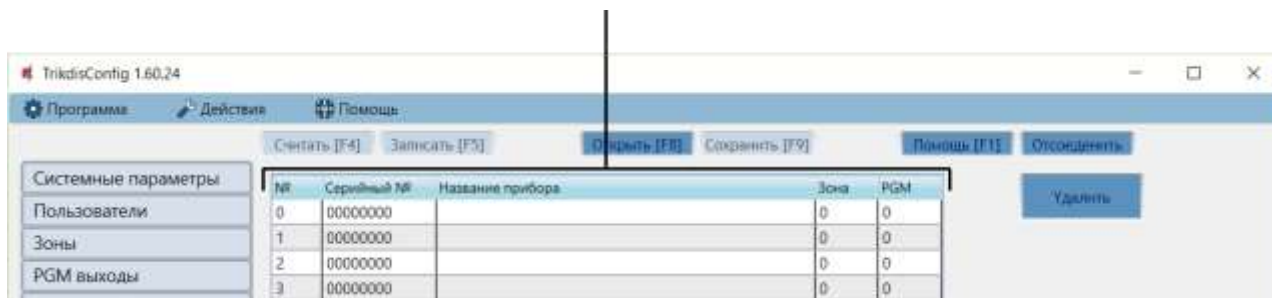 TrikdisConfig 1.60.24
Программа Действия Помощь
Считать [F4] Записать [F5] Открыть [F8] Сохранить [F9] Помощь [F1] Отсоединить
Системные параметры
Пользователи
Зоны
PGM выходы
Удалить
№ Серийный № Название прибора Зона PGM
0 00000000 0 0
1 00000000 0 0
2 00000000 0 0
3 00000000 0 0